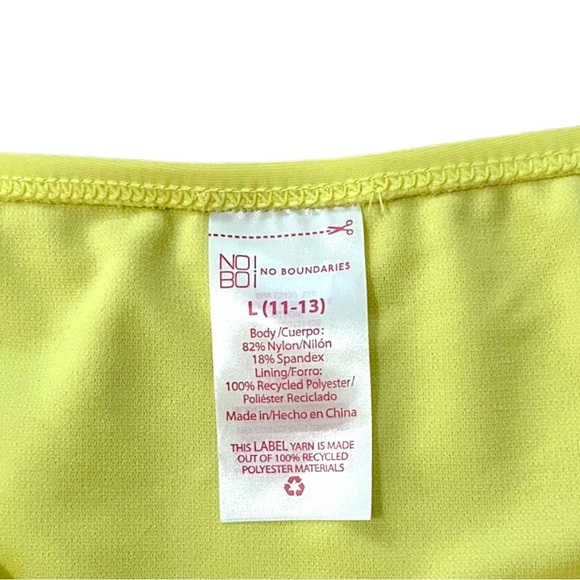 NO!
BO¡
NO BOUNDARIES
L (11-13)
Body/Cuerpo:
82% Nylon/Nilón
18% Spandex
Lining/Forro:
100% Recycled Polyester/
Poliéster Reciclado
Made in/Hecho en China
THIS LABEL YARN IS MADE
OUT OF 100% RECYCLED
POLYESTER MATERIALS